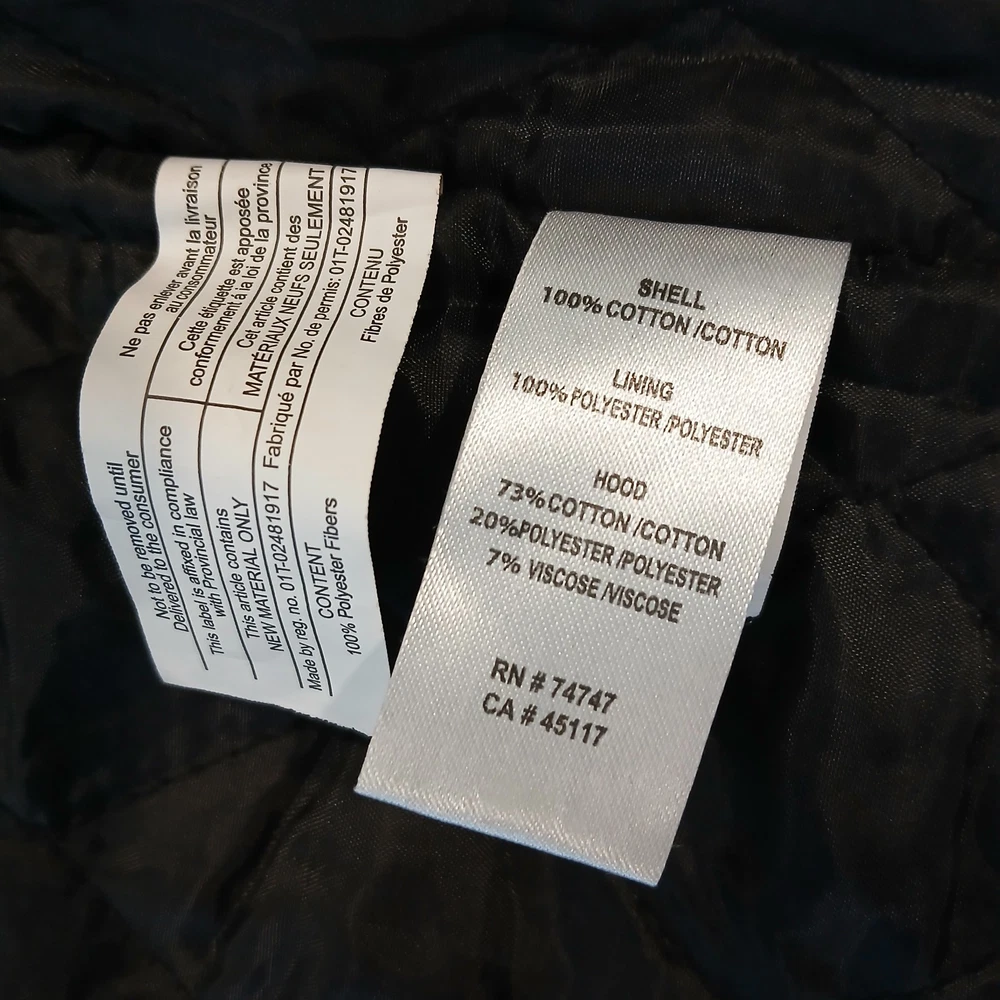 Ne pas enlever avant la livraison
au consommateur
Cette étiquette est apposée
conformement á la loi de la province
Cet article contient des
MATÉRIAUX NEUFS SEULEMENT
Fabriqué par No. de permis: 01T-02481917
CONTENU
Fibres de Polyester
Not to be removed until
Delivered to the consumer
This label is affixed in compliance
with Provincial law
This article contains
NEW MATERIAL ONLY
Made by reg. no. 01T-02481917
CONTENT
100% Polyester Fibers
SHELL
100% COTTON /COTTON
LINING
100% POLYESTER /POLYESTER
HOOD
73% COTTON /COTTON
20%POLYESTER /POLYESTER
7% VISCOSE /VISCOSE
RN # 74747
CA # 45117